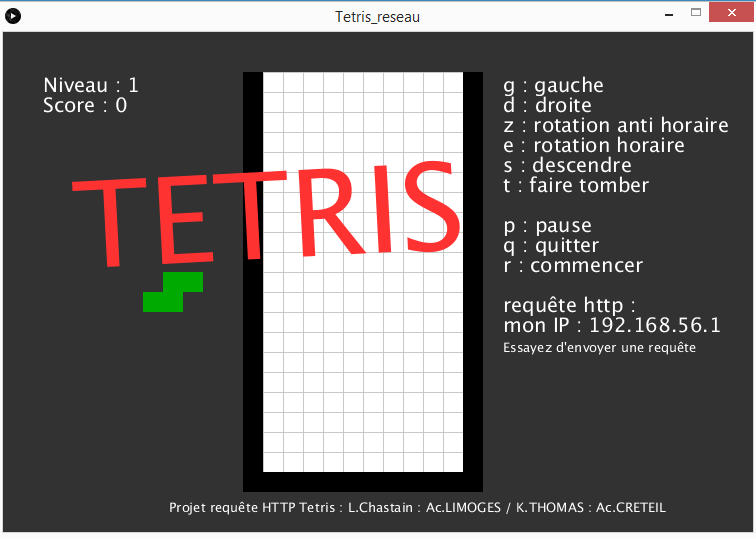 Tetris_reseau
Niveau : 1
Score : 0
TETRIS
g : gauche
d : droite
z : rotation anti horaire
e : rotation horaire
s : descendre
t : faire tomber
p : pause
q : quitter
r : commencer
requête http :
mon IP : 192.168.56.1
Essayez d'envoyer une requête
Projet requête HTTP Tetris : L.Chastain : Ac.LIMOGES / K.THOMAS : Ac.CRETEIL